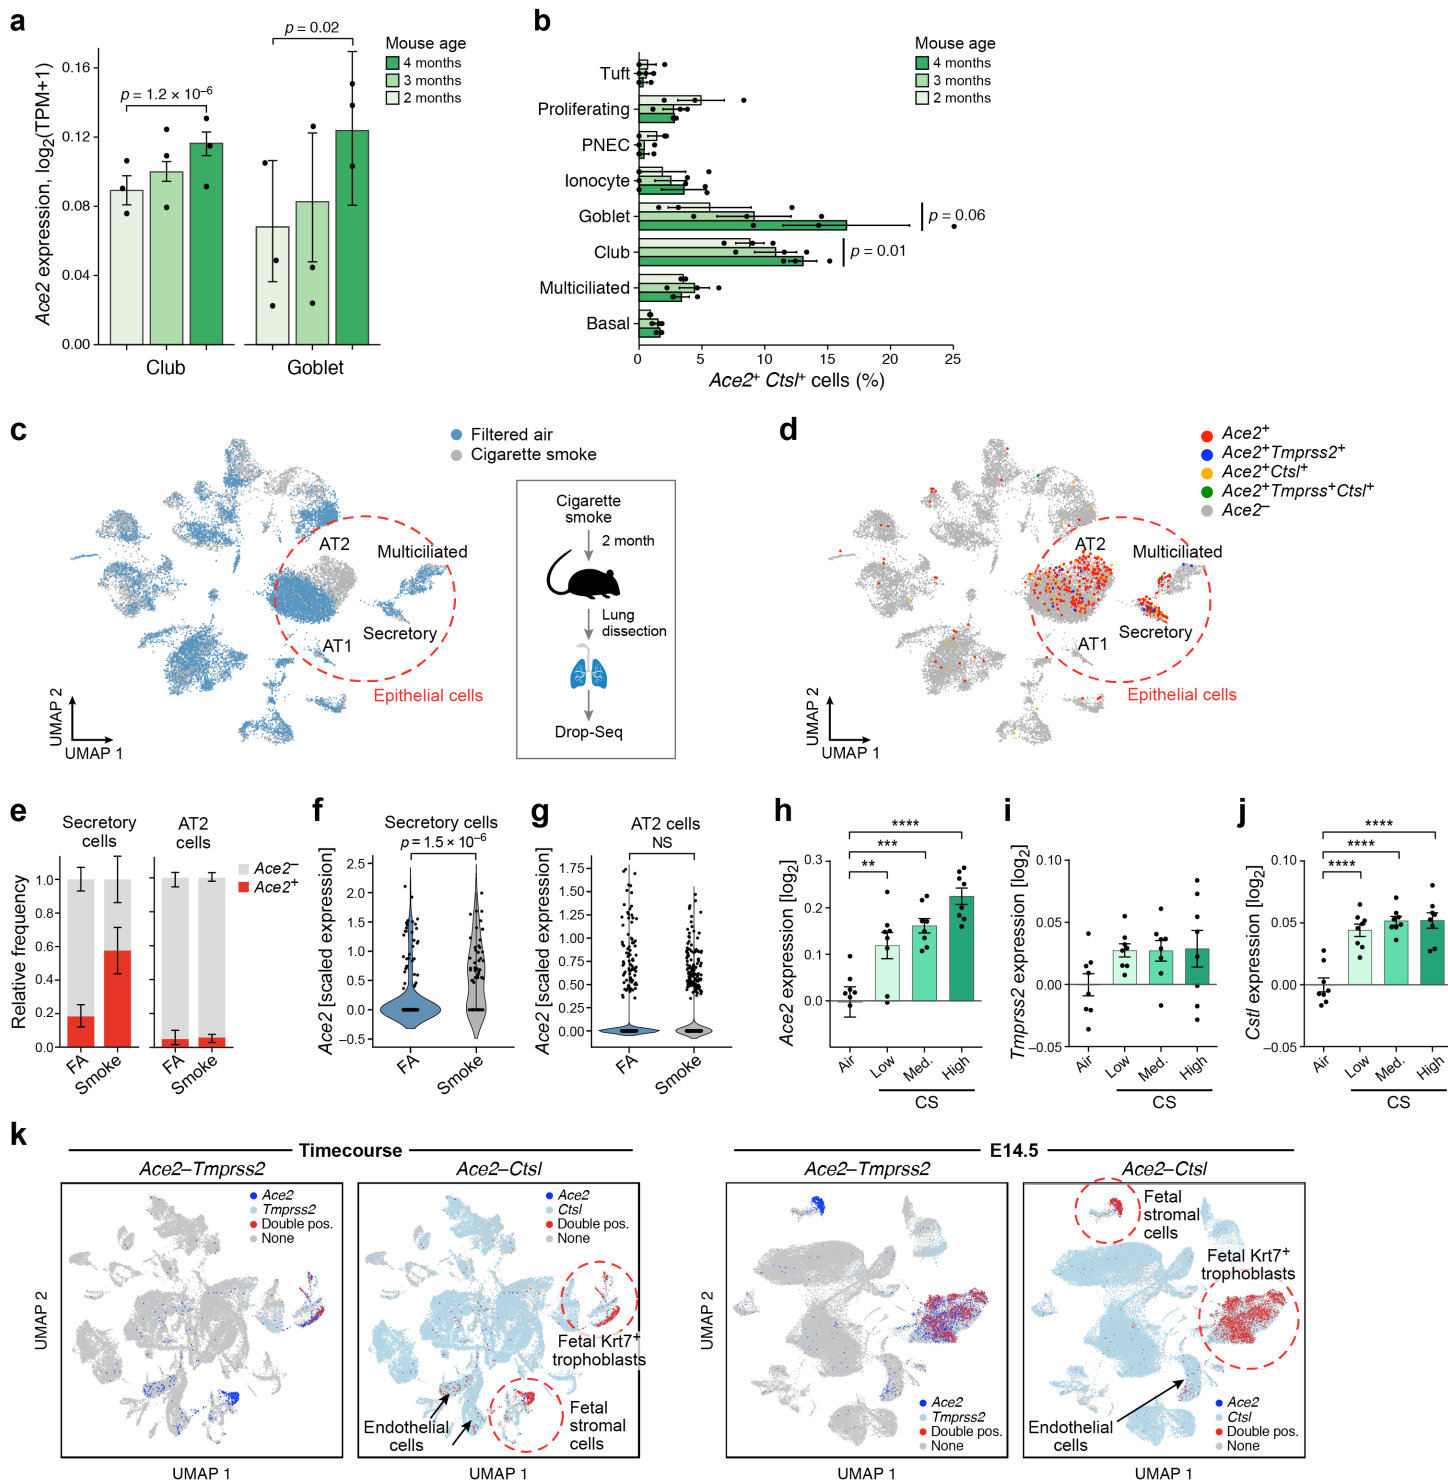 a
Ace2 expression, log2(TPM+1)
0.16
0.12
0.08
0.04
0.00
p = 1.2 × 10–6
p = 0.02
Club
Goblet
Mouse age
4 months
3 months
2 months
b
Tuft
Proliferating
PNEC
Ionocyte
Goblet
Club
Multiciliated
Basal
p = 0.06
p = 0.01
0 5 10 15 20 25
Ace2+ Ctsl+ cells (%)
Mouse age
4 months
3 months
2 months
c
Filtered air
Cigarette smoke
AT2
Multiciliated
Secretory
AT1
Epithelial cells
UMAP 2
UMAP 1
Cigarette
smoke
2 month
Lung
dissection
Drop-Seq
d
Ace2+
Ace2+Tmprss2+
Ace2+Ctsl+
Ace2+Tmprss+Ctsl+
Ace2–
AT2
Multiciliated
Secretory
AT1
Epithelial cells
UMAP 2
UMAP 1
e
Secretory
cells
AT2
cells
Ace2–
Ace2+
Relative frequency
1.0
0.8
0.6
0.4
0.2
0.0
FA
Smoke
FA
Smoke
f
Secretory cells
p = 1.5 × 10–6
Ace2 [scaled expression]
2.5
2.0
1.5
1.0
0.5
0.0
–0.5
FA
Smoke
g
AT2 cells
NS
Ace2 [scaled expression]
1.75
1.50
1.25
1.00
0.75
0.50
0.25
0.00
FA
Smoke
h
****
***
**
Ace2 expression [log2]
0.3
0.2
0.1
0.0
Air
Low
Med.
High
CS
i
Tmprss2 expression [log2]
0.10
0.05
0.00
–0.05
Air
Low
Med.
High
CS
j
****
****
****
Cstl expression [log2]
0.10
0.05
0.00
–0.05
Air
Low
Med.
High
CS
k
Timecourse
Ace2–Tmprss2
Ace2–Ctsl
Ace2
Tmprss2
Double pos.
None
Ace2
Ctsl
Double pos.
None
Fetal Krt7+
trophoblasts
Endothelial
cells
Fetal
stromal
cells
UMAP 2
UMAP 1
UMAP 1
E14.5
Ace2–Tmprss2
Ace2–Ctsl
Fetal
stromal
cells
Fetal Krt7+
trophoblasts
Endothelial
cells
Ace2
Tmprss2
Double pos.
None
Ace2
Ctsl
Double pos.
None
UMAP 2
UMAP 1
UMAP 1